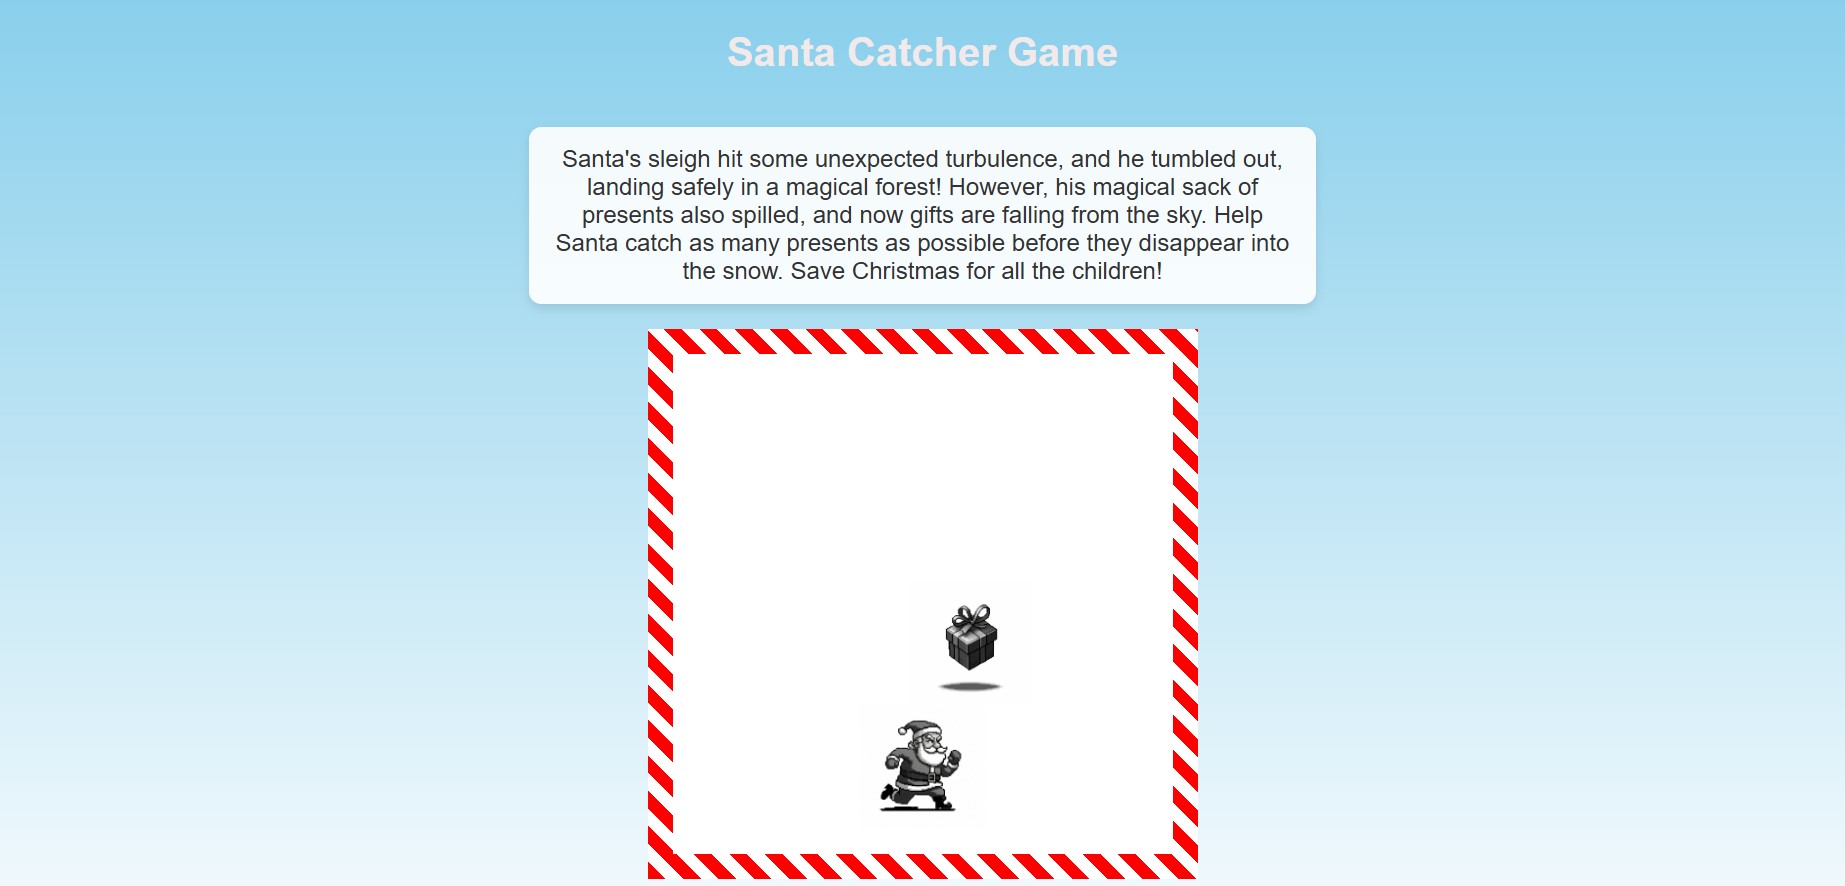 Santa Catcher Game
Santa's sleigh hit some unexpected turbulence, and he tumbled out,
landing safely in a magical forest! However, his magical sack of
presents also spilled, and now gifts are falling from the sky. Help
Santa catch as many presents as possible before they disappear into
the snow. Save Christmas for all the children!